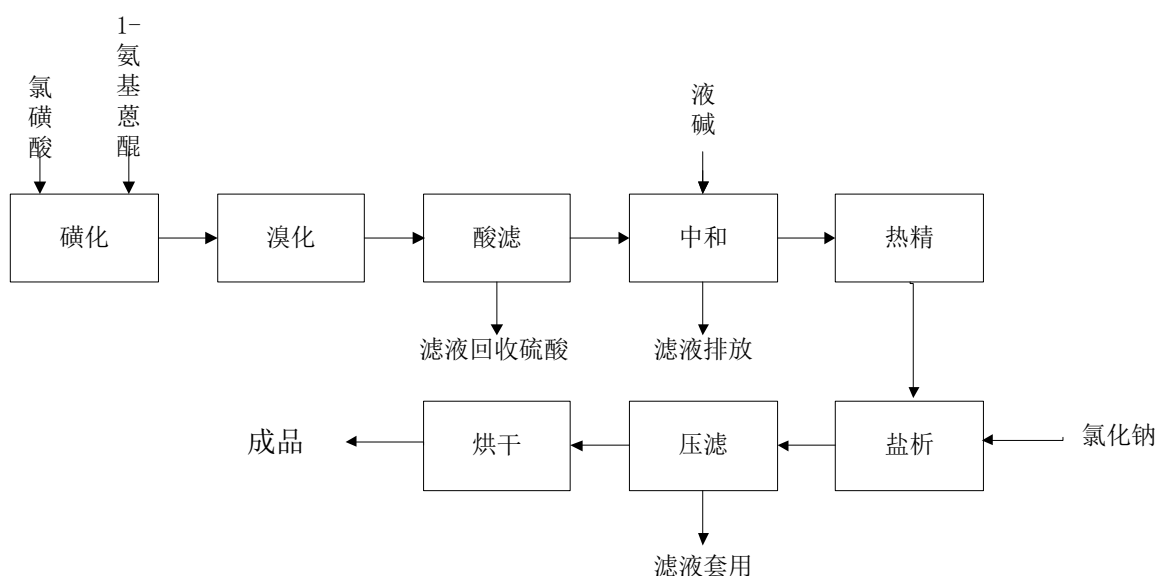 氯磺酸
1-氨基蒽醌
液碱
磺化
溴化
酸滤
中和
热精
滤液回收硫酸
滤液排放
成品
烘干
压滤
盐析
氯化钠
滤液套用